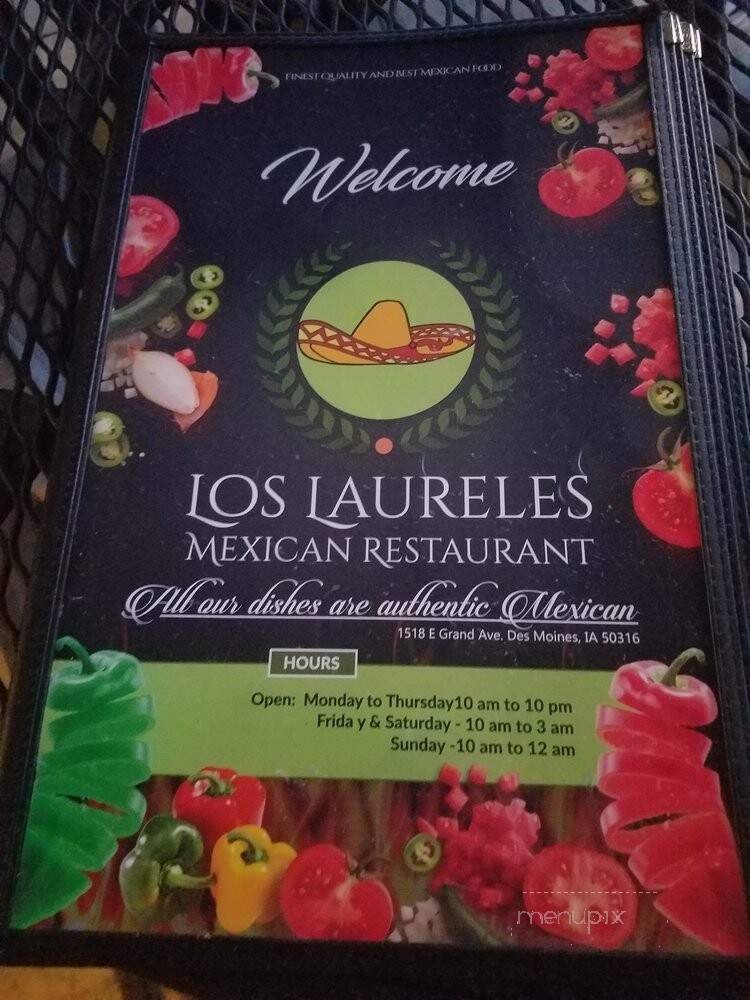 FINEST QUALITY AND BEST MEXICAN FOOD
Welcome
LOS LAURELES
MEXICAN RESTAURANT
All our dishes are authentic Mexican
1518 E Grand Ave. Des Moines, IA 50316
HOURS
Open: Monday to Thursday10 am to 10 pm
Frida y & Saturday - 10 am to 3 am
Sunday -10 am to 12 am
menupix